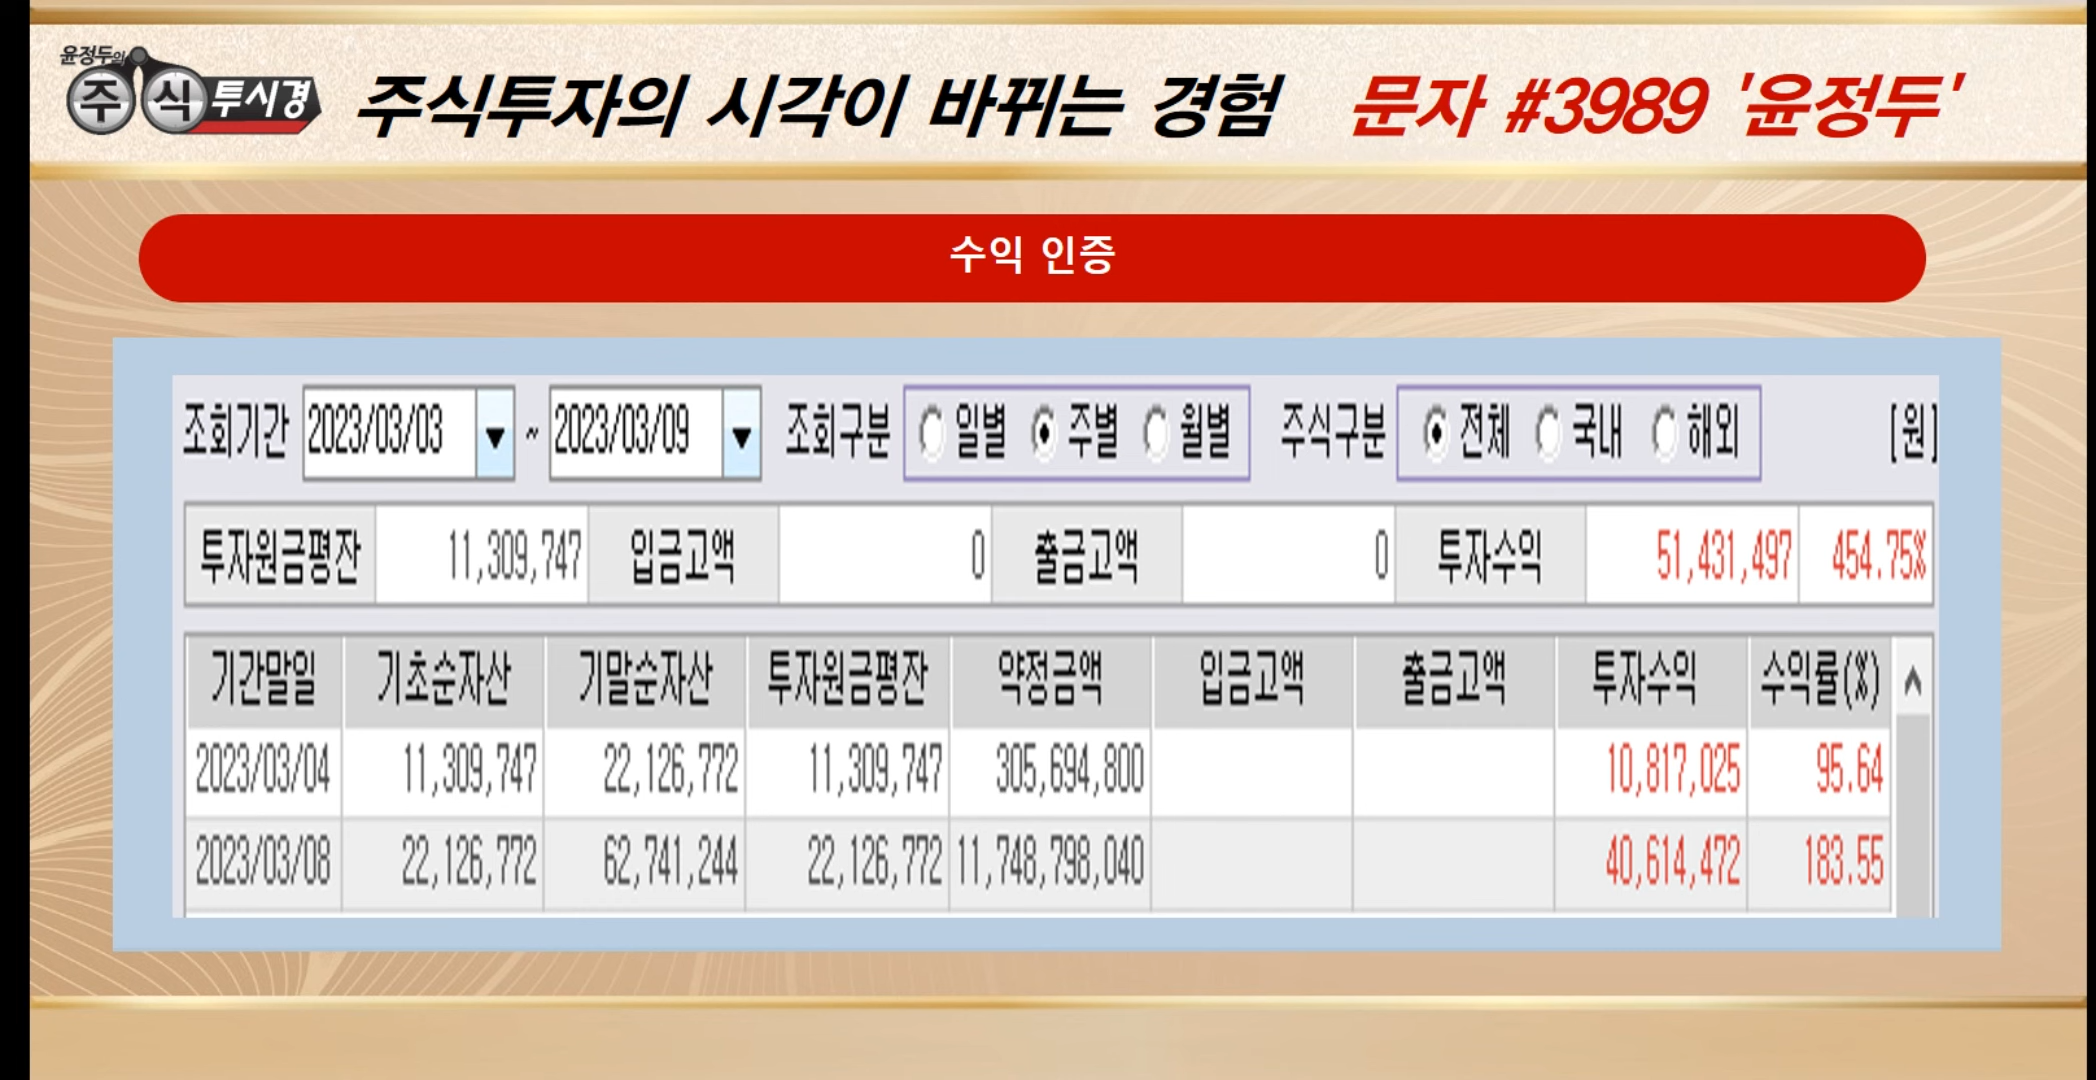 윤정두의
주식투시경
주식투자의 시각이 바뀌는 경험 문자 #3989 '윤정두'
수익 인증
조회기간 2023/03/03 ~ 2023/03/09 조회구분 일별 주별 월별 주식구분 전체 국내 해외 [원]
투자원금평잔 11,309,747 입금고액 0 출금고액 0 투자수익 51,431,497 454.75%
기간말일 기초순자산 기말순자산 투자원금평잔 약정금액 입금고액 출금고액 투자수익 수익률(%)
2023/03/04 11,309,747 22,126,772 11,309,747 305,694,800 10,817,025 95.64
2023/03/08 22,126,772 62,741,244 22,126,772 11,748,798,040 40,614,472 183.55